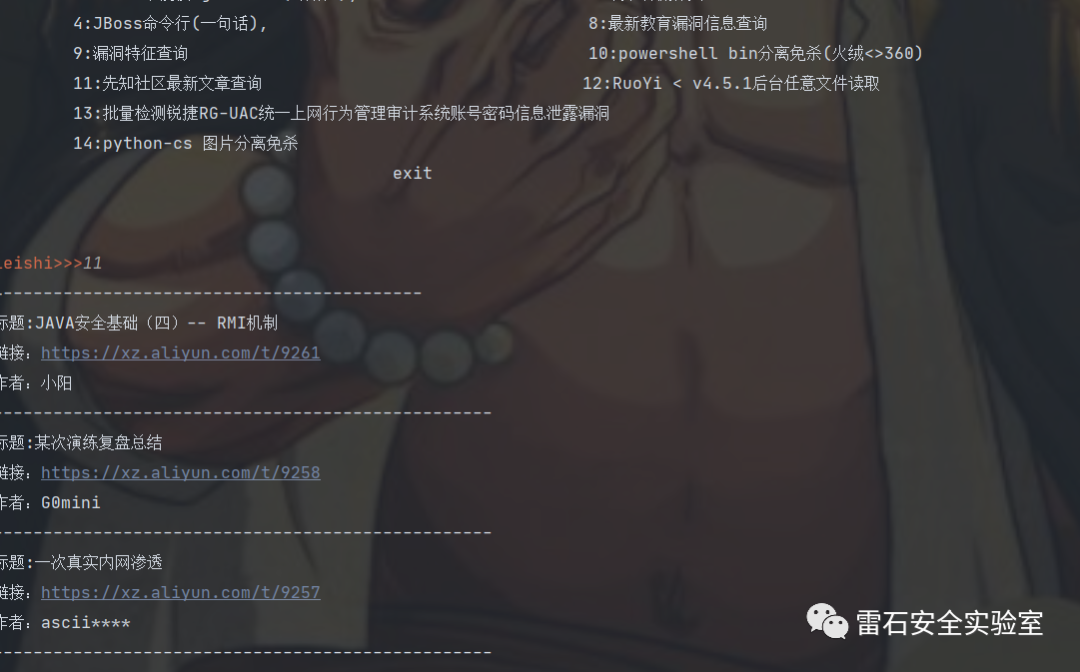 4:JBoss命令行(一句话), 8:最新教育漏洞信息查询
9:漏洞特征查询 10:powershell bin分离免杀(火绒<>360)
11:先知社区最新文章查询 12:RuoYi < v4.5.1后台任意文件读取
13:批量检测锐捷RG-UAC统一上网行为管理审计系统账号密码信息泄露漏洞
14:python-cs 图片分离免杀
exit
leishi>>>11
------------------------------------------
标题:JAVA安全基础（四）-- RMI机制
链接：https://xz.aliyun.com/t/9261
作者：小阳
-------------------------------------------------
标题:某次演练复盘总结
链接：https://xz.aliyun.com/t/9258
作者：G0mini
-------------------------------------------------
标题:一次真实内网渗透
链接：https://xz.aliyun.com/t/9257
作者：ascii****
-------------------------------------------------
雷石安全实验室